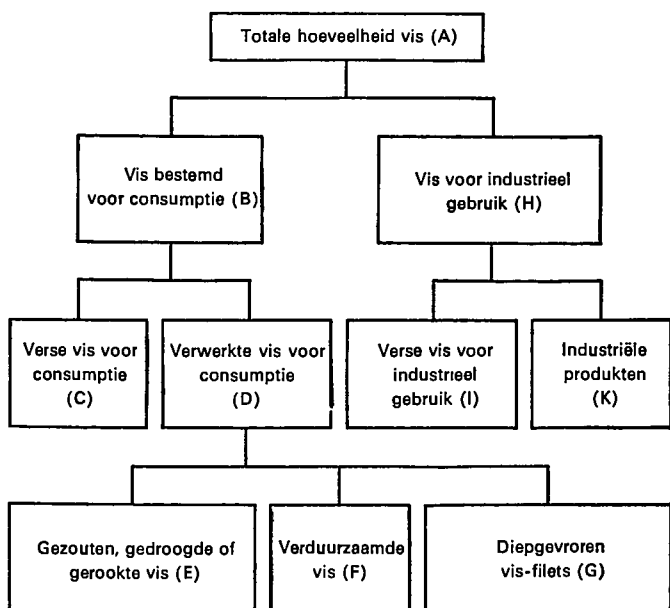 Totale hoeveelheid vis (A)
Vis bestemd
voor consumptie (B)
Vis voor industrieel
gebruik (H)
Verse vis voor
consumptie
(C)
Verwerkte vis voor
consumptie
(D)
Verse vis voor
industrieel
gebruik (I)
Industriële
produkten
(K)
Gezouten, gedroogde of
gerookte vis (E)
Verduurzaamde
vis (F)
Diepgevroren
vis-filets (G)